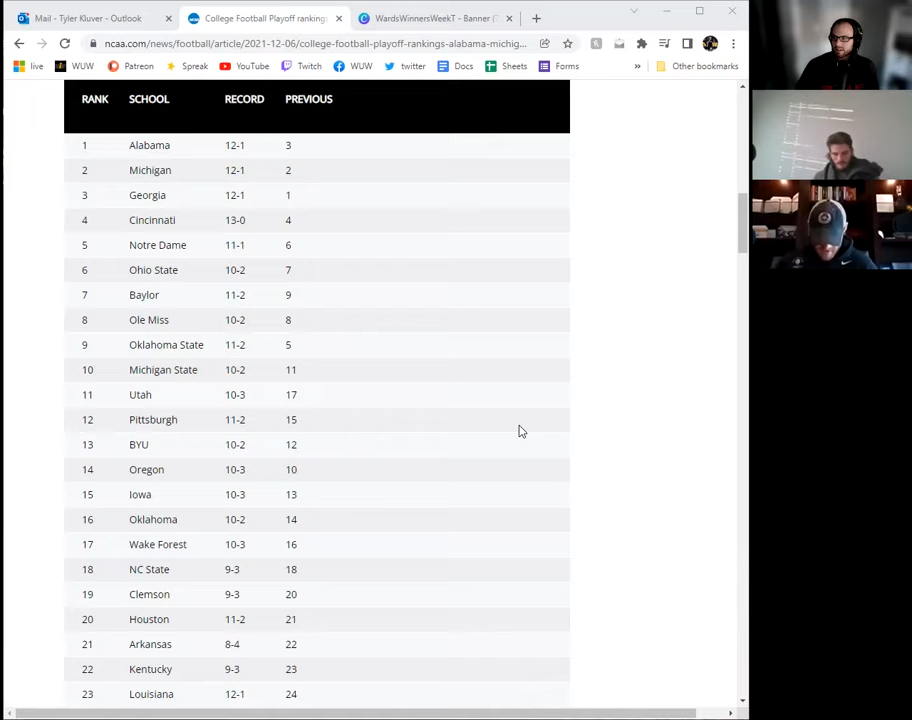 Mail - Tyler Kluver - Outlook
College Football Playoff rankings
WardsWinnersWeekT - Banner (
ncaa.com/news/football/article/2021-12-06/college-football-playoff-rankings-alabama-michig...
live WUW Patreon Spreak YouTube Twitch WUW twitter Docs Sheets Forms » Other bookmarks
RANK SCHOOL RECORD PREVIOUS
1 Alabama 12-1 3
2 Michigan 12-1 2
3 Georgia 12-1 1
4 Cincinnati 13-0 4
5 Notre Dame 11-1 6
6 Ohio State 10-2 7
7 Baylor 11-2 9
8 Ole Miss 10-2 8
9 Oklahoma State 11-2 5
10 Michigan State 10-2 11
11 Utah 10-3 17
12 Pittsburgh 11-2 15
13 BYU 10-2 12
14 Oregon 10-3 10
15 Iowa 10-3 13
16 Oklahoma 10-2 14
17 Wake Forest 10-3 16
18 NC State 9-3 18
19 Clemson 9-3 20
20 Houston 11-2 21
21 Arkansas 8-4 22
22 Kentucky 9-3 23
23 Louisiana 12-1 24